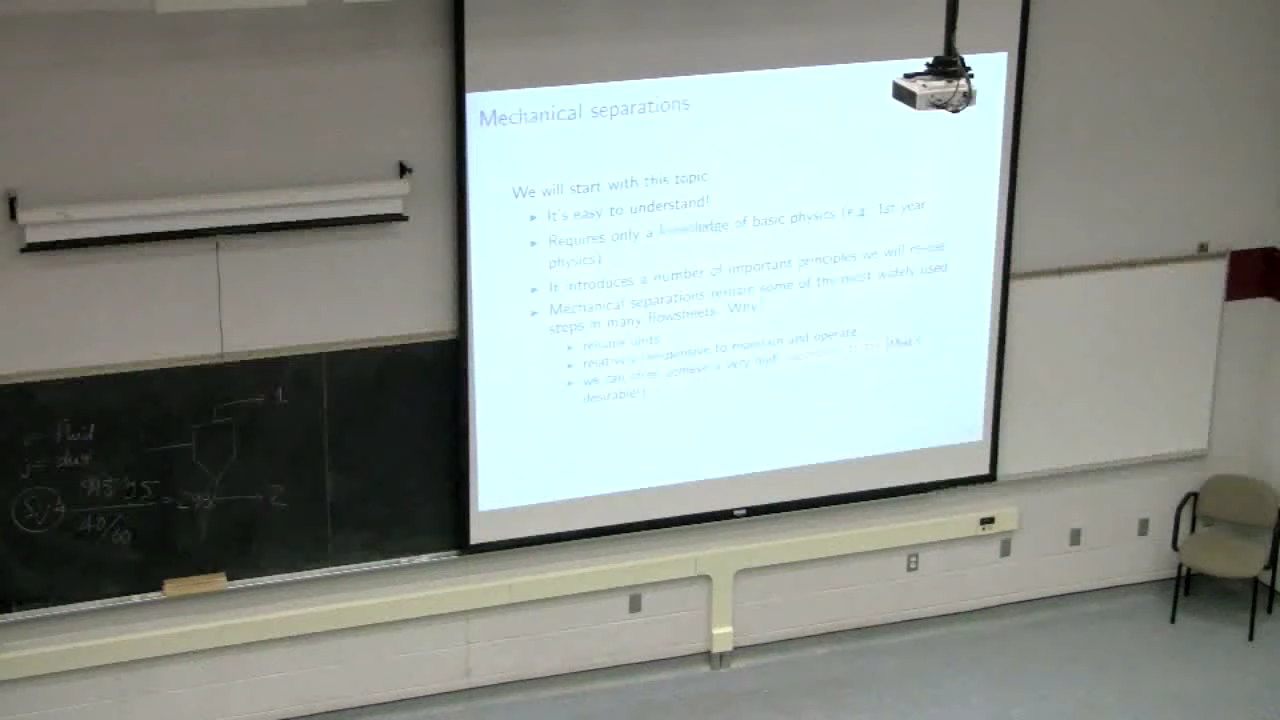 Mechanical separations
We will start with this topic
► It's easy to understand!
► Requires only a knowledge of basic physics (e.g. 1st year
physics)
► It introduces a number of important principles we will re-use
► Mechanical separations remain some of the most widely used
steps in many flowsheets. Why?
► reliable units
► relatively inexpensive to maintain and operate
► we can often achieve a very high
desirable!)
= fluid
j =
1
2